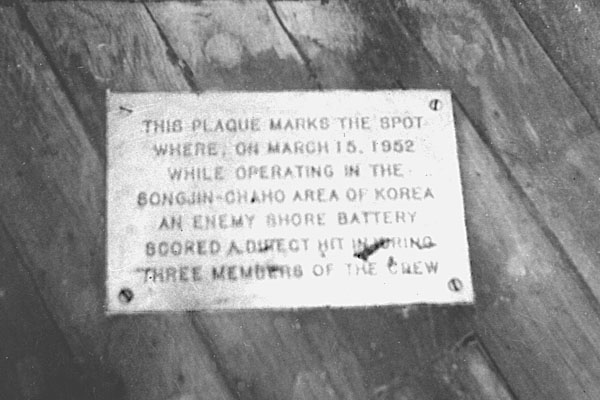 THIS PLAQUE MARKS THE SPOT
WHERE, ON MARCH 15, 1952
WHILE OPERATING IN THE
SONGJIN-CHAHO AREA OF KOREA
AN ENEMY SHORE BATTERY
SCORED A DIRECT HIT INJURING
THREE MEMBERS OF THE CREW